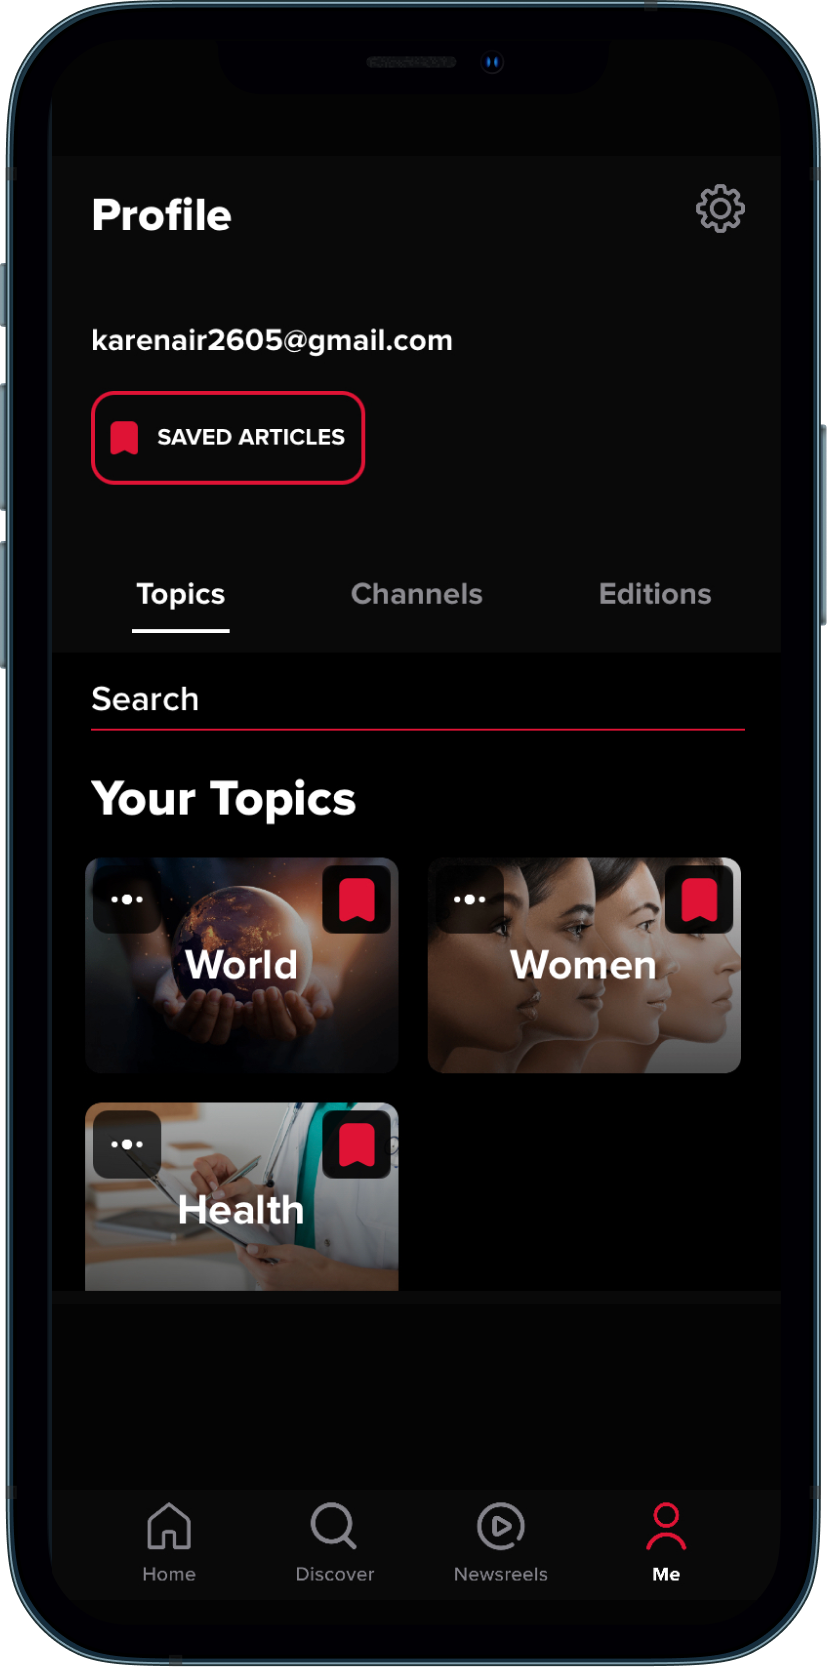 Profile
karenair2605@gmail.com
SAVED ARTICLES
Topics Channels Editions
Search
Your Topics
World Women
Health
Home Discover Newsreels Me